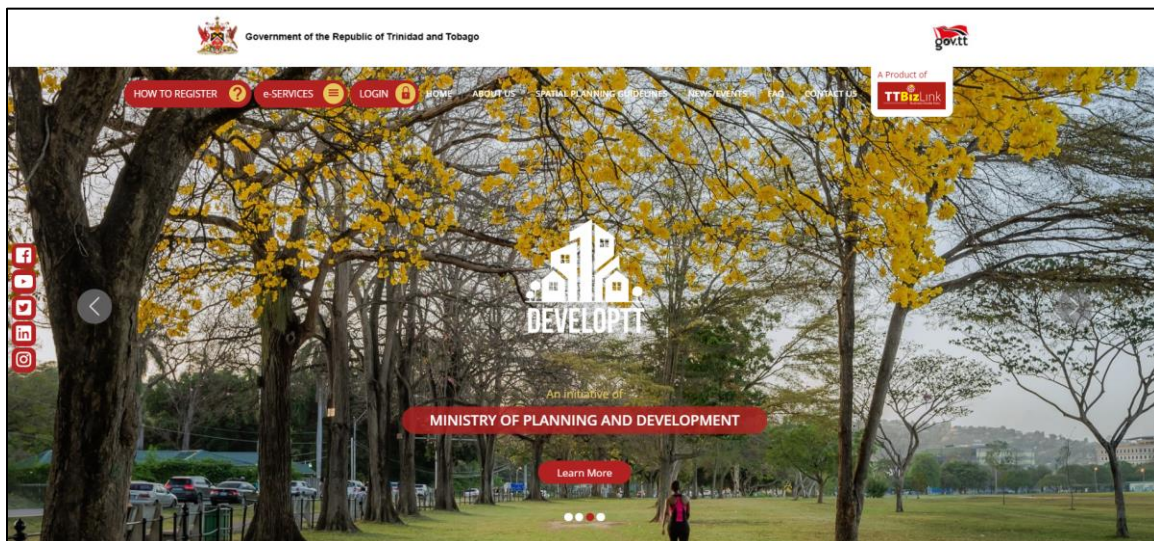 Government of the Republic of Trinidad and Tobago
gov.tt
HOW TO REGISTER ? e-SERVICES LOGIN HOME ABOUT US SPATIAL PLANNING GUIDELINES NEWS/EVENTS FAQ CONTACT US
A Product of
TTBizLink
DEVELOPTT
An initiative of
MINISTRY OF PLANNING AND DEVELOPMENT
Learn More